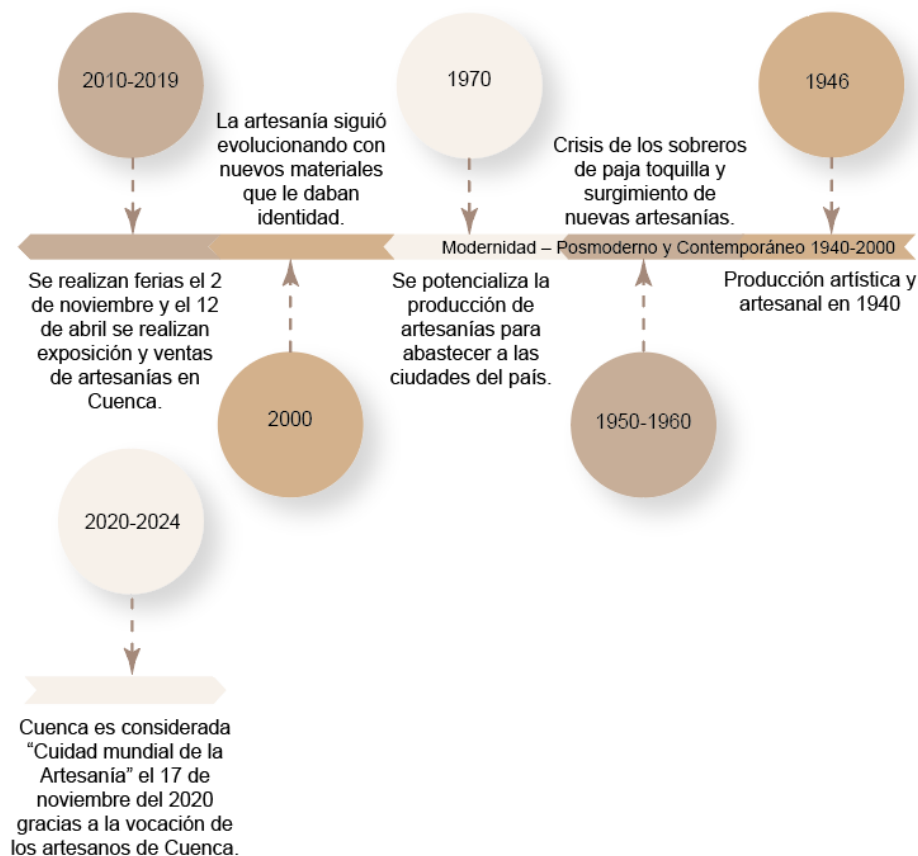 2010-2019
1970
1946
La artesanía siguió
evolucionando con
nuevos materiales
que le daban
identidad.
Crisis de los sobreros
de paja toquilla y
surgimiento de
nuevas artesanías.
Modernidad – Posmoderno y Contemporáneo 1940-2000
Se realizan ferias el 2
de noviembre y el 12
de abril se realizan
exposición y ventas
de artesanías en
Cuenca.
Se potencializa la
producción de
artesanías para
abastecer a las
ciudades del país.
Producción artística y
artesanal en 1940
2000
1950-1960
2020-2024
Cuenca es considerada
“Cuidad mundial de la
Artesanía” el 17 de
noviembre del 2020
gracias a la vocación de
los artesanos de Cuenca.